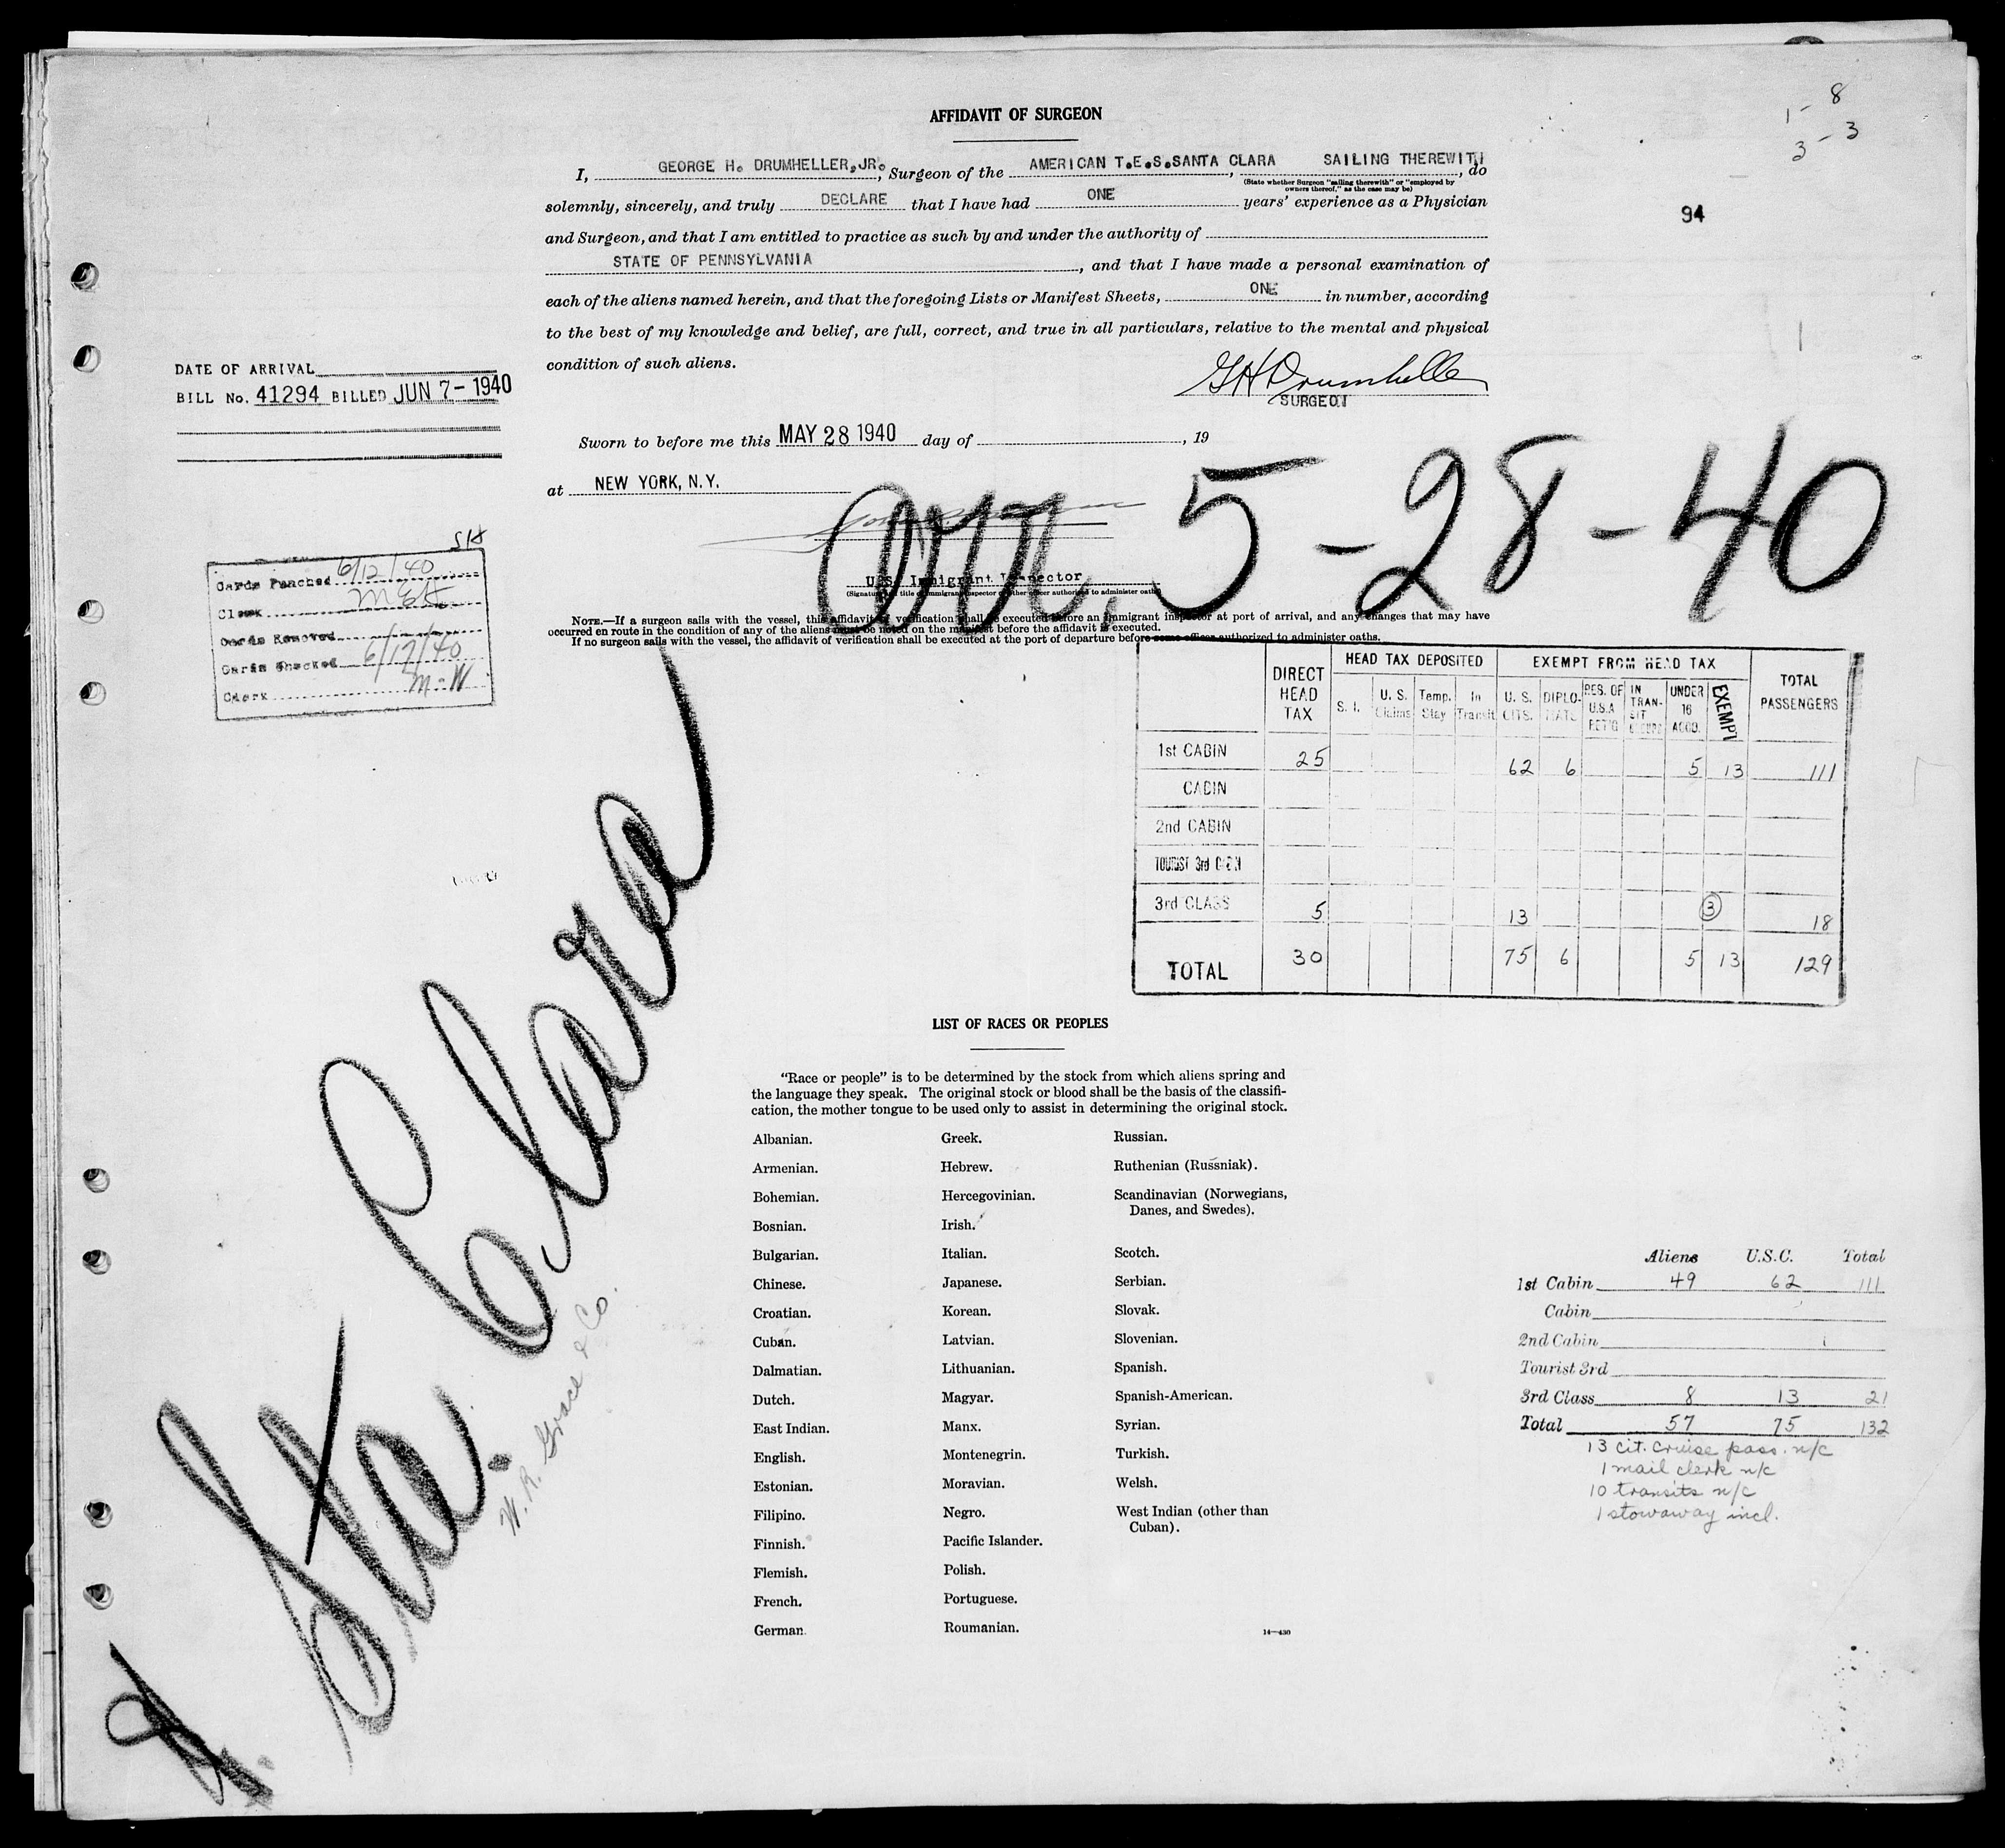 AFFIDAVIT OF SURGEON
1- 8
3 - 3
I, GEORGE H. DRUMHELLER, JR., Surgeon of the AMERICAN T.E.S. SANTA CLARA, SAILING THEREWITH, do
(State whether Surgeon "sailing therewith" or "employed by
owners thereof," as the case may be)
solemnly, sincerely, and truly DECLARE that I have had ONE years' experience as a Physician
94
and Surgeon, and that I am entitled to practice as such by and under the authority of
STATE OF PENNSYLVANIA, and that I have made a personal examination of
each of the aliens named herein, and that the foregoing Lists or Manifest Sheets, ONE in number, according
to the best of my knowledge and belief, are full, correct, and true in all particulars, relative to the mental and physical
condition of such aliens.
GH Drumheller
SURGEON
DATE OF ARRIVAL
BILL No. 41294 BILLED JUN 7- 1940
Sworn to before me this MAY 28 1940 day of , 19
at NEW YORK, N.Y.
arr. 5-28-40
U.S. Immigrant Inspector
(Signature and title of immigrant inspector or other officer authorized to administer oaths)
NOTE.—If a surgeon sails with the vessel, this affidavit of verification shall be executed before an immigrant inspector at port of arrival, and any changes that may have
occurred en route in the condition of any of the aliens must be noted on the manifest before the affidavit is executed.
If no surgeon sails with the vessel, the affidavit of verification shall be executed at the port of departure before some officer authorized to administer oaths.
Cards Punched 6/12/40
Clerk
Cards Removed
Cards Checked 6/17/40
Clerk M-W
DIRECT HEAD TAX
HEAD TAX DEPOSITED
EXEMPT FROM HEAD TAX
TOTAL PASSENGERS
S. I. U. S. Claims Temp. Stay In Transit U. S. CITS. DIPLO-MATS RES. OF U.S.A RET'G IN TRAN-SIT UNDER 16 ACCD. EXEMPT
1st CABIN 25 62 6 5 13 111
CABIN
2nd CABIN
TOURIST 3rd CABIN
3rd CLASS 5 13 3 18
TOTAL 30 75 6 5 13 129
Sta. Clara
W. R. Grace & Co.
LIST OF RACES OR PEOPLES
"Race or people" is to be determined by the stock from which aliens spring and
the language they speak. The original stock or blood shall be the basis of the classifi-
cation, the mother tongue to be used only to assist in determining the original stock.
Albanian.
Armenian.
Bohemian.
Bosnian.
Bulgarian.
Chinese.
Croatian.
Cuban.
Dalmatian.
Dutch.
East Indian.
English.
Estonian.
Filipino.
Finnish.
Flemish.
French.
German.
Greek.
Hebrew.
Hercegovinian.
Irish.
Italian.
Japanese.
Korean.
Latvian.
Lithuanian.
Magyar.
Manx.
Montenegrin.
Moravian.
Negro.
Pacific Islander.
Polish.
Portuguese.
Roumanian.
Russian.
Ruthenian (Russniak).
Scandinavian (Norwegians,
Danes, and Swedes).
Scotch.
Serbian.
Slovak.
Slovenian.
Spanish.
Spanish-American.
Syrian.
Turkish.
Welsh.
West Indian (other than
Cuban).
14—430
Aliens U.S.C. Total
1st Cabin 49 62 111
Cabin
2nd Cabin
Tourist 3rd
3rd Class 8 13 21
Total 57 75 132
13 cit. cruise pass. n/c
1 mail clerk n/c
10 transits n/c
1 stowaway incl.